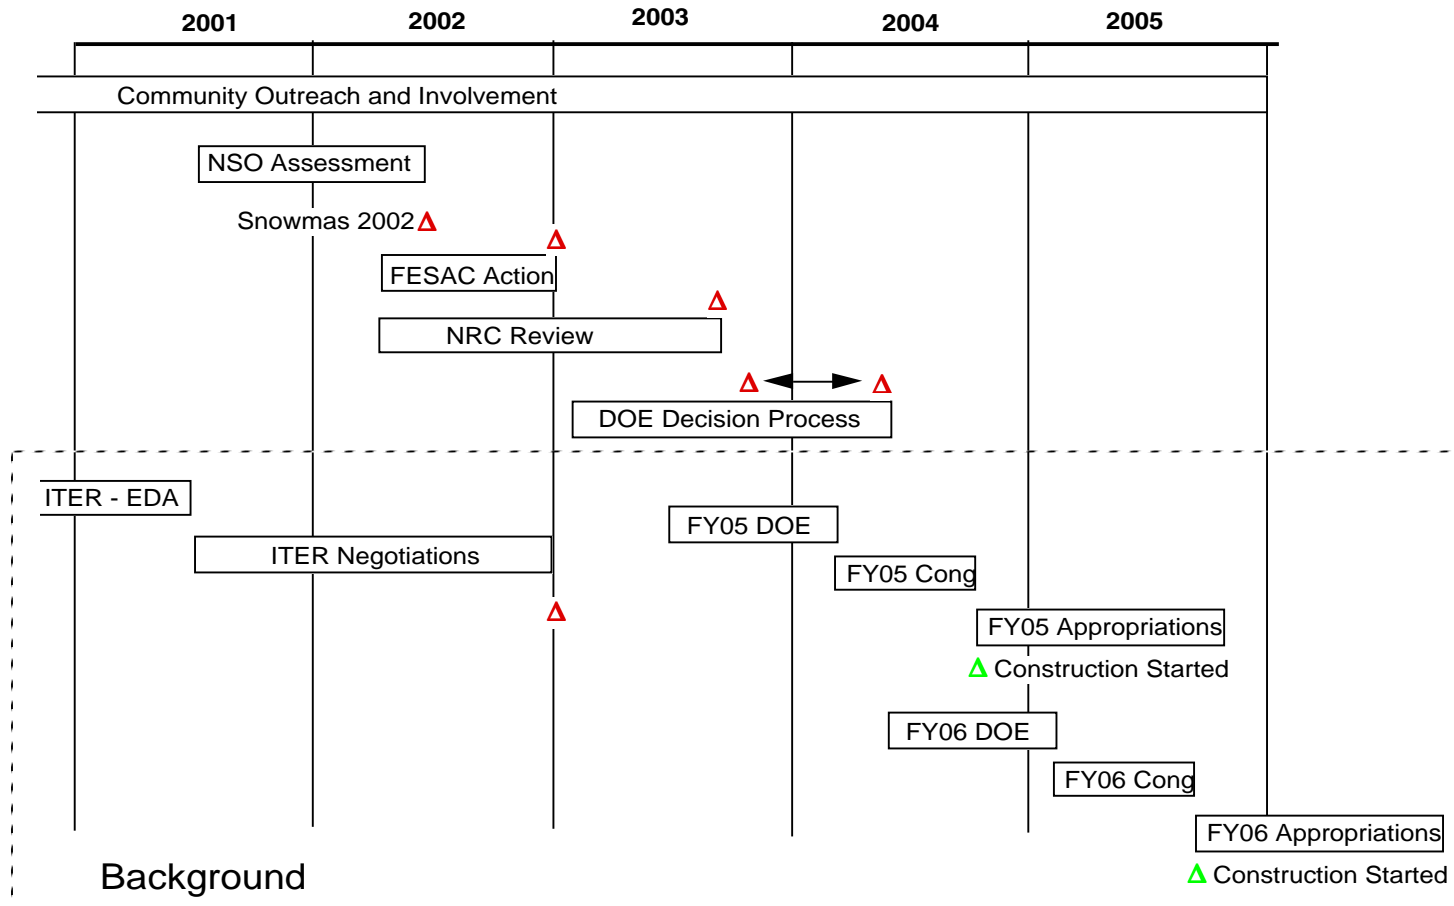 2001
2002
2003
2004
2005
Community Outreach and Involvement
NSO Assessment
Snowmas 2002
FESAC Action
NRC Review
DOE Decision Process
ITER - EDA
FY05 DOE
ITER Negotiations
FY05 Cong
FY05 Appropriations
Construction Started
FY06 DOE
FY06 Cong
FY06 Appropriations
Background
Construction Started